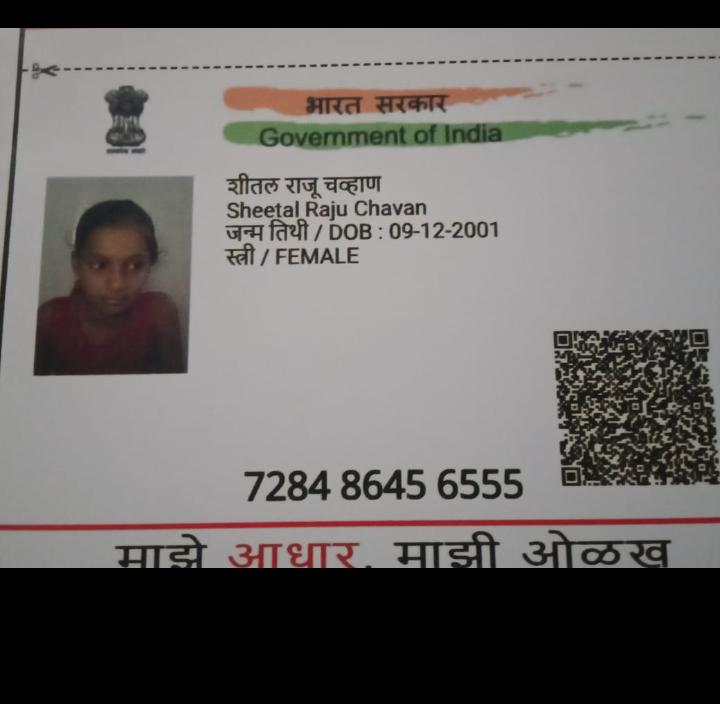 भारत सरकार
Government of India
शीतल राजू चव्हाण
Sheetal Raju Chavan
जन्म तिथी / DOB : 09-12-2001
स्त्री / FEMALE
7284 8645 6555
माझे आधार, माझी ओळख